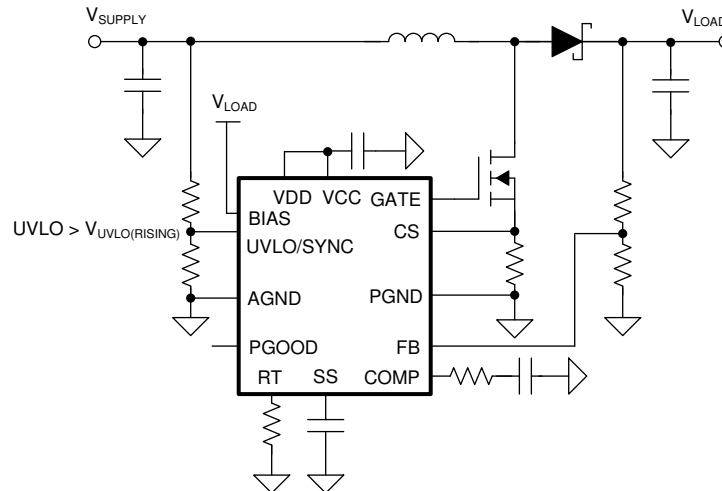 VSUPPLY
VLOAD
VLOAD
VDD
VCC
GATE
BIAS
UVLO > VUVLO(RISING)
UVLO/SYNC
CS
AGND
PGND
PGOOD
FB
RT
SS
COMP